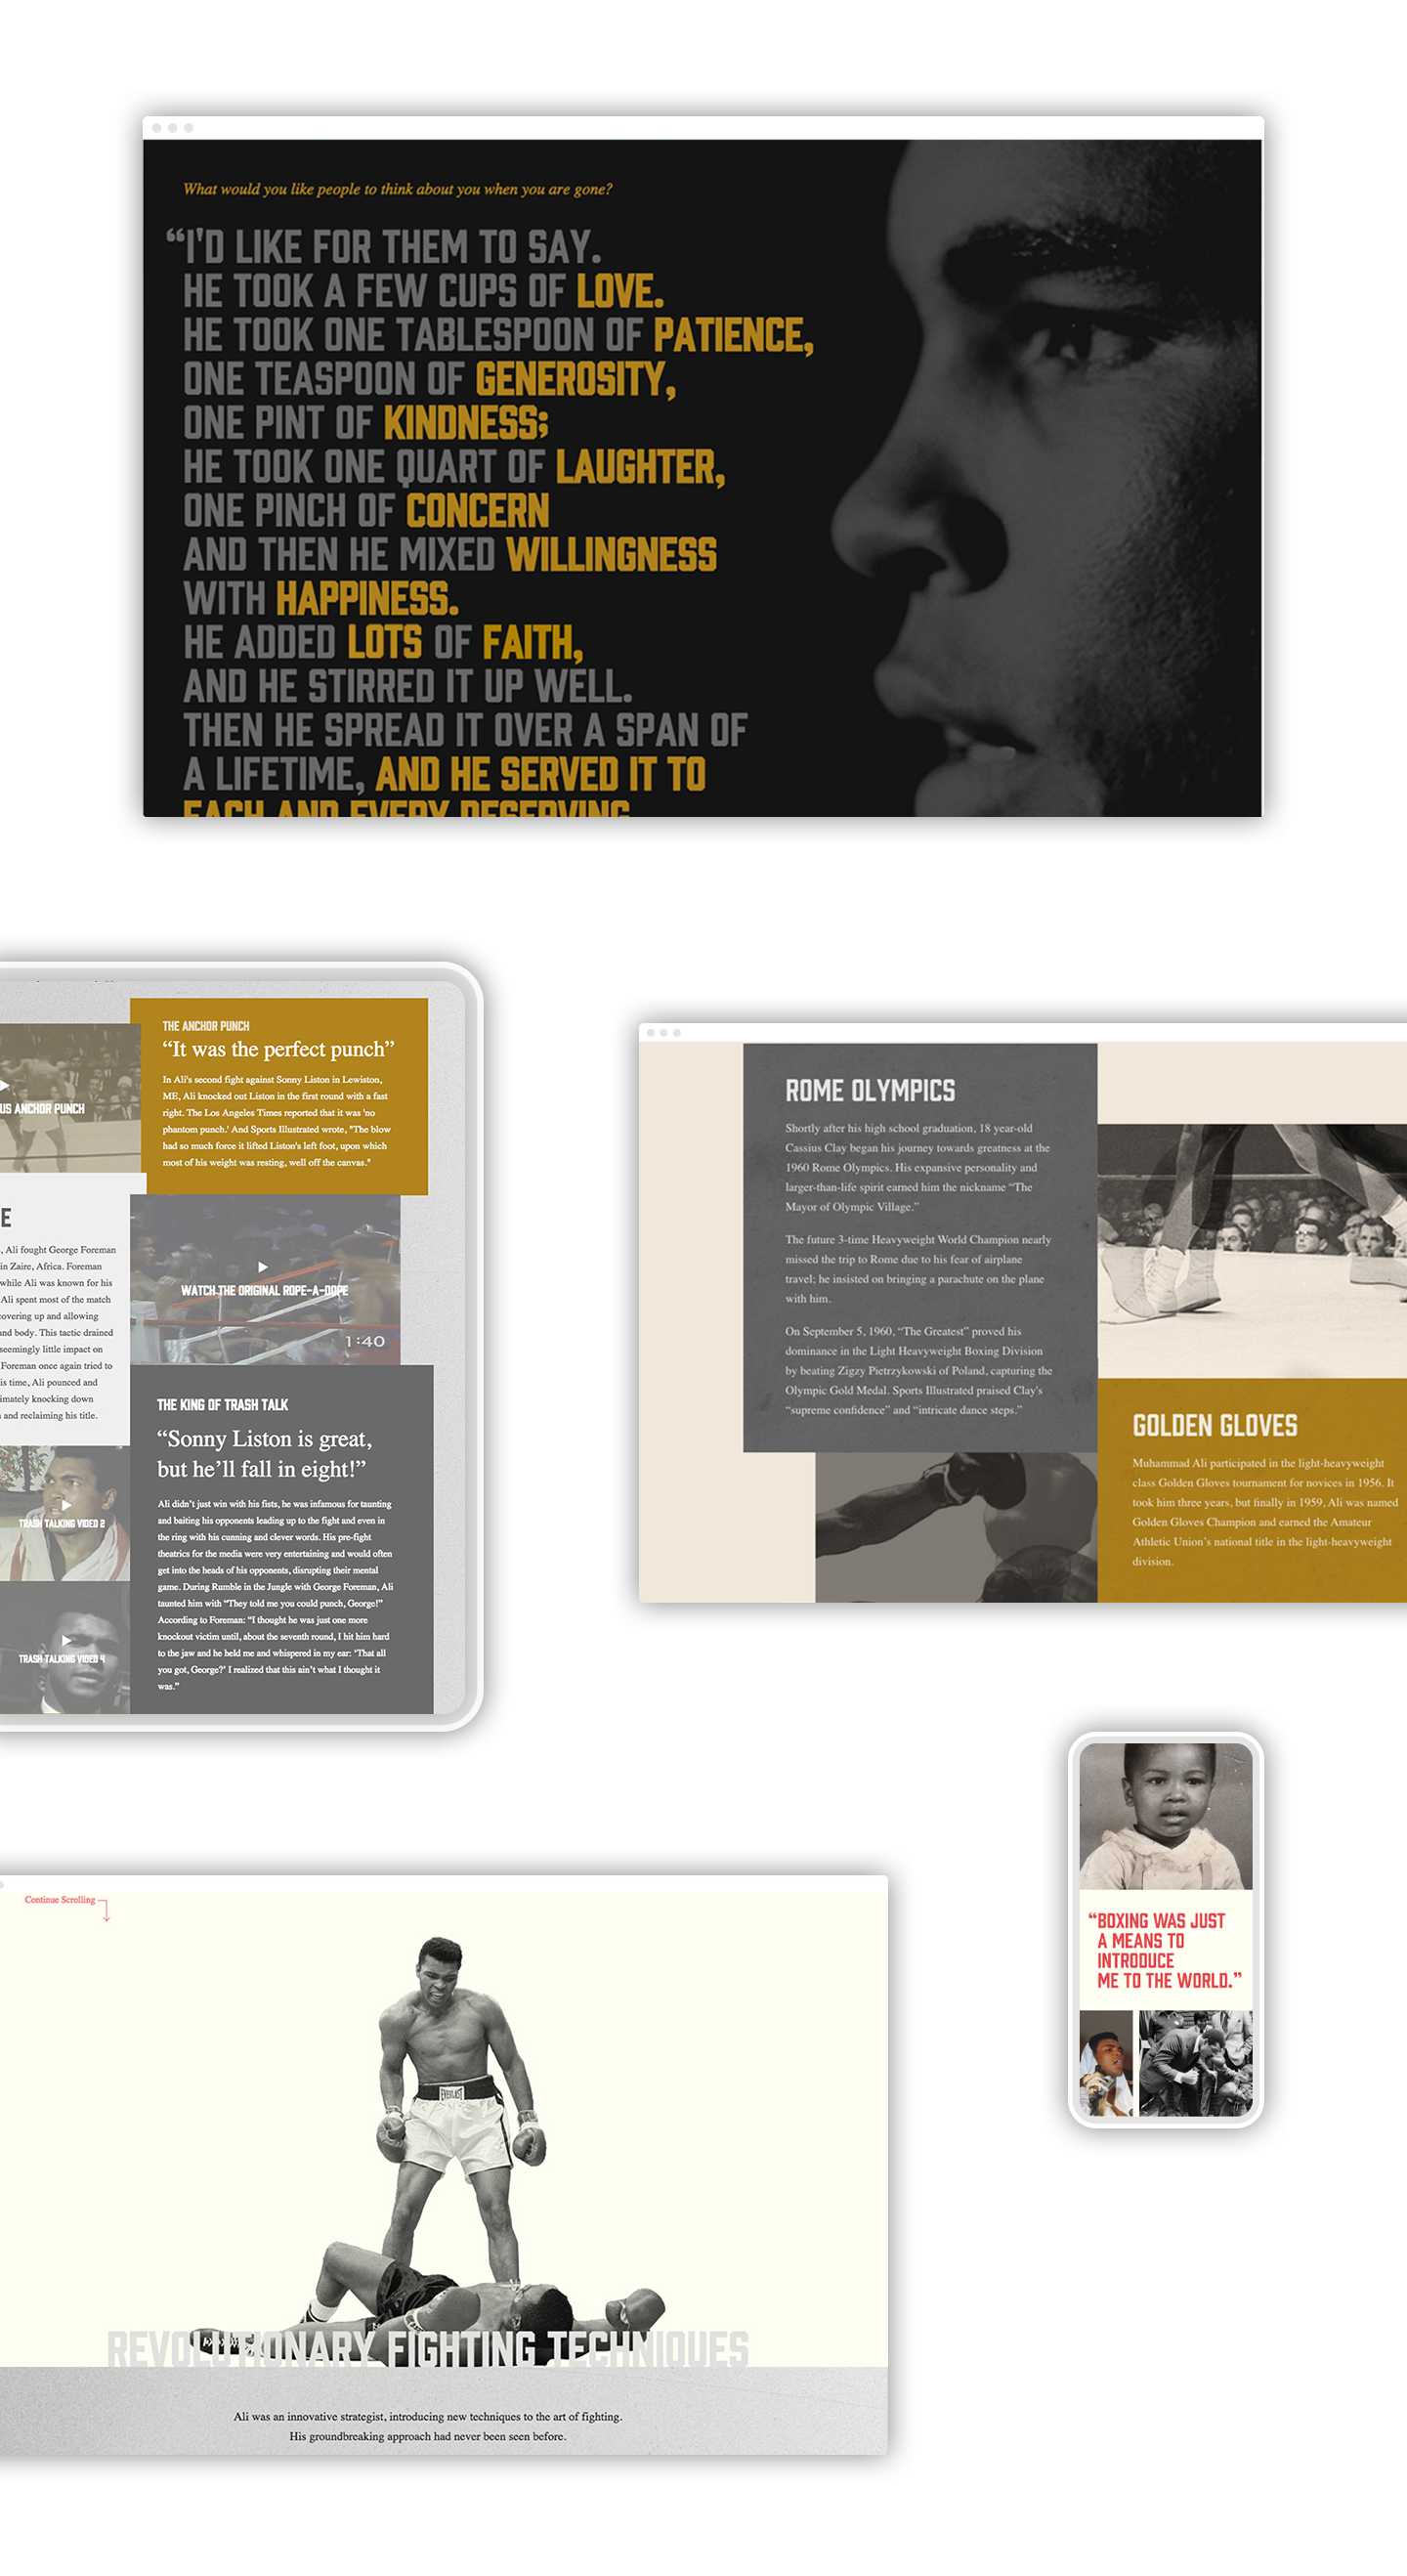 What would you like people to think about you when you are gone?
“I'D LIKE FOR THEM TO SAY.
HE TOOK A FEW CUPS OF LOVE.
HE TOOK ONE TABLESPOON OF PATIENCE,
ONE TEASPOON OF GENEROSITY,
ONE PINT OF KINDNESS;
HE TOOK ONE QUART OF LAUGHTER,
ONE PINCH OF CONCERN
AND THEN HE MIXED WILLINGNESS
WITH HAPPINESS.
HE ADDED LOTS OF FAITH,
AND HE STIRRED IT UP WELL.
THEN HE SPREAD IT OVER A SPAN OF
A LIFETIME, AND HE SERVED IT TO
EACH AND EVERY DESERVING
US ANCHOR PUNCH
THE ANCHOR PUNCH
“It was the perfect punch”
In Ali's second fight against Sonny Liston in Lewiston,
ME, Ali knocked out Liston in the first round with a fast
right. The Los Angeles Times reported that it was 'no
phantom punch.' And Sports Illustrated wrote, "The blow
had so much force it lifted Liston's left foot, upon which
most of his weight was resting, well off the canvas."
E
, Ali fought George Foreman
in Zaire, Africa. Foreman
while Ali was known for his
Ali spent most of the match
covering up and allowing
and body. This tactic drained
seemingly little impact on
Foreman once again tried to
is time, Ali pounced and
imately knocking down
and reclaiming his title.
WATCH THE ORIGINAL ROPE-A-DOPE
1:40
TRASH TALKING VIDEO 2
TRASH TALKING VIDEO 4
THE KING OF TRASH TALK
“Sonny Liston is great,
but he’ll fall in eight!”
Ali didn’t just win with his fists, he was infamous for taunting
and baiting his opponents leading up to the fight and even in
the ring with his cunning and clever words. His pre-fight
theatrics for the media were very entertaining and would often
get into the heads of his opponents, disrupting their mental
game. During Rumble in the Jungle with George Foreman, Ali
taunted him with “They told me you could punch, George!”
According to Foreman: “I thought he was just one more
knockout victim until, about the seventh round, I hit him hard
to the jaw and he held me and whispered in my ear: 'That all
you got, George?' I realized that this ain’t what I thought it
was.”
ROME OLYMPICS
Shortly after his high school graduation, 18 year-old
Cassius Clay began his journey towards greatness at the
1960 Rome Olympics. His expansive personality and
larger-than-life spirit earned him the nickname “The
Mayor of Olympic Village.”
The future 3-time Heavyweight World Champion nearly
missed the trip to Rome due to his fear of airplane
travel; he insisted on bringing a parachute on the plane
with him.
On September 5, 1960, “The Greatest” proved his
dominance in the Light Heavyweight Boxing Division
by beating Zigzy Pietrzykowski of Poland, capturing the
Olympic Gold Medal. Sports Illustrated praised Clay's
“supreme confidence” and “intricate dance steps.”
GOLDEN GLOVES
Muhammad Ali participated in the light-heavyweight
class Golden Gloves tournament for novices in 1956. It
took him three years, but finally in 1959, Ali was named
Golden Gloves Champion and earned the Amateur
Athletic Union’s national title in the light-heavyweight
division.
“BOXING WAS JUST
A MEANS TO
INTRODUCE
ME TO THE WORLD.”
Continue Scrolling
EVERLAST
REVOLUTIONARY FIGHTING TECHNIQUES
Ali was an innovative strategist, introducing new techniques to the art of fighting.
His groundbreaking approach had never been seen before.